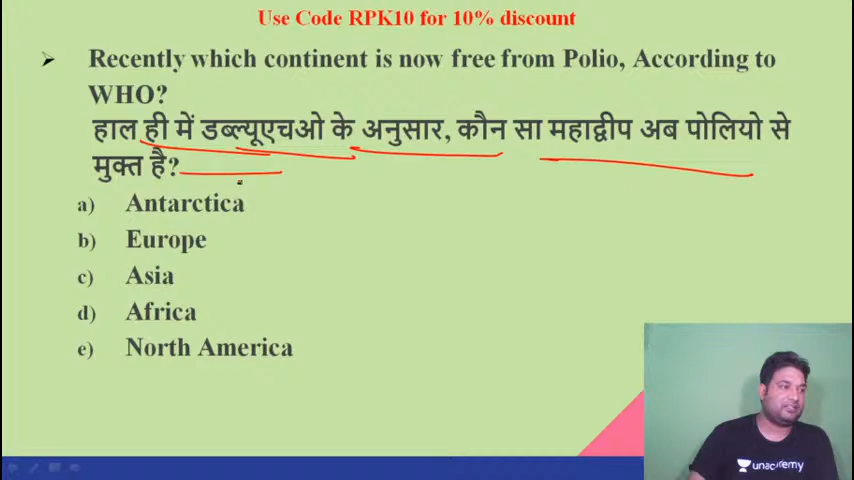 Use Code RPK10 for 10% discount
Recently which continent is now free from Polio, According to
WHO?
हाल ही में डब्ल्यूएचओ के अनुसार, कौन सा महाद्वीप अब पोलियो से
मुक्त है?
a) Antarctica
b) Europe
c) Asia
d) Africa
e) North America
unacademy